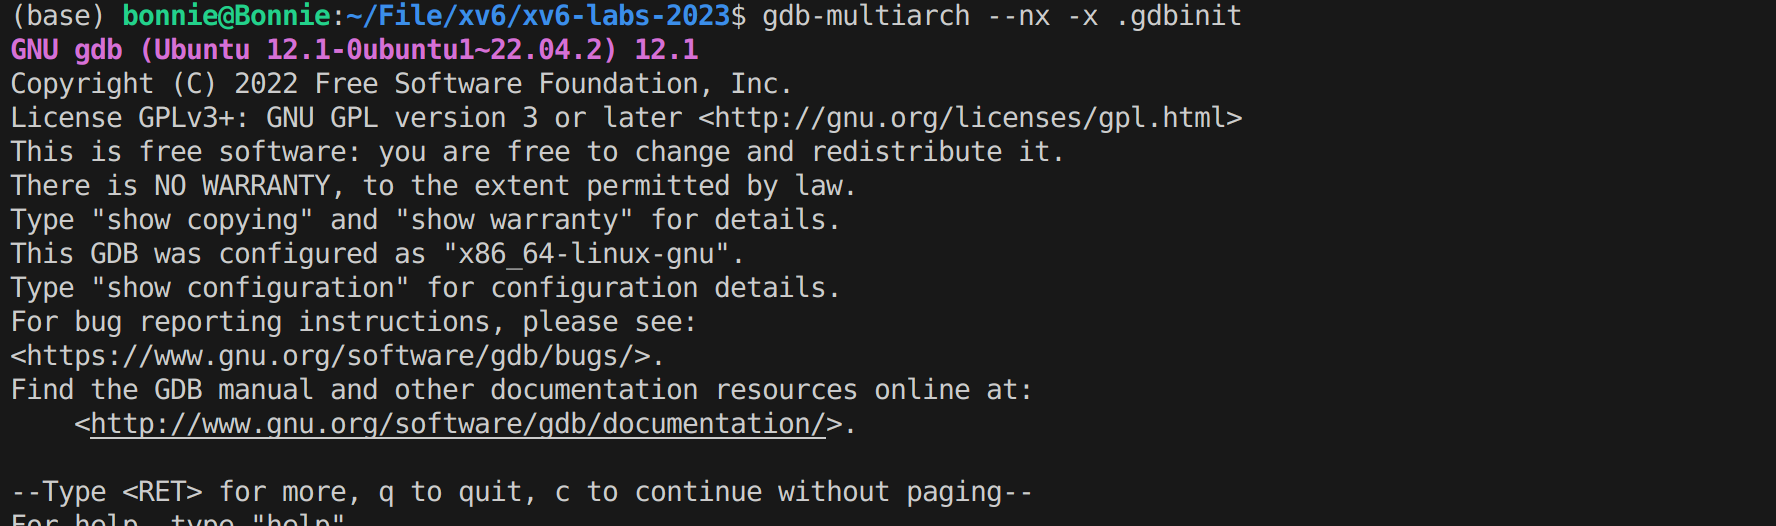 (base) bonnie@Bonnie:~/File/xv6/xv6-labs-2023$ gdb-multiarch --nx -x .gdbinit
GNU gdb (Ubuntu 12.1-0ubuntu1~22.04.2) 12.1
Copyright (C) 2022 Free Software Foundation, Inc.
License GPLv3+: GNU GPL version 3 or later <http://gnu.org/licenses/gpl.html>
This is free software: you are free to change and redistribute it.
There is NO WARRANTY, to the extent permitted by law.
Type "show copying" and "show warranty" for details.
This GDB was configured as "x86_64-linux-gnu".
Type "show configuration" for configuration details.
For bug reporting instructions, please see:
<https://www.gnu.org/software/gdb/bugs/>.
Find the GDB manual and other documentation resources online at:
    <http://www.gnu.org/software/gdb/documentation/>.

--Type <RET> for more, q to quit, c to continue without paging--
For help, type "help"